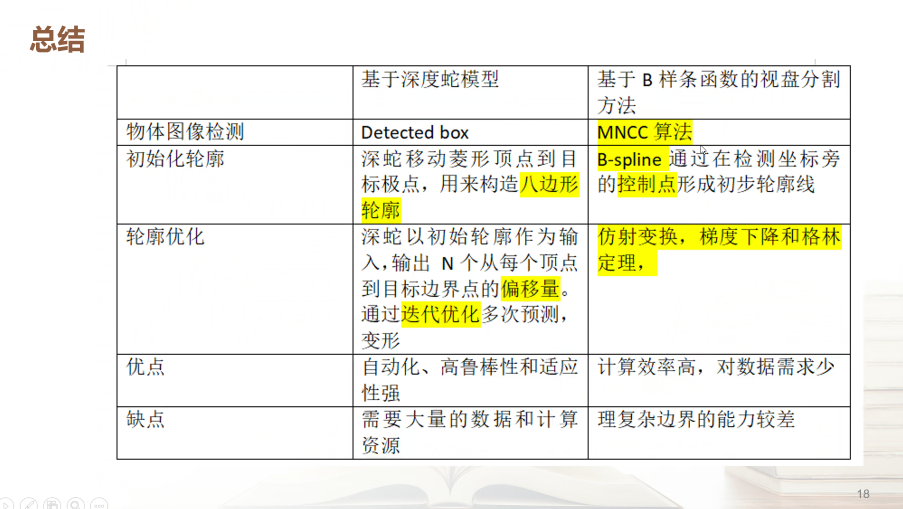 总结
基于深度蛇模型
基于 B 样条函数的视盘分割
方法
物体图像检测
Detected box
MNCC 算法
初始化轮廓
深蛇移动菱形顶点到目
标极点，用来构造八边形
轮廓
B-spline 通过在检测坐标旁
的控制点形成初步轮廓线
轮廓优化
深蛇以初始轮廓作为输
入，输出 N 个从每个顶点
到目标边界点的偏移量。
通过迭代优化多次预测，
变形
仿射变换，梯度下降和格林
定理，
优点
自动化、高鲁棒性和适应
性强
计算效率高，对数据需求少
缺点
需要大量的数据和计算
资源
理复杂边界的能力较差
18